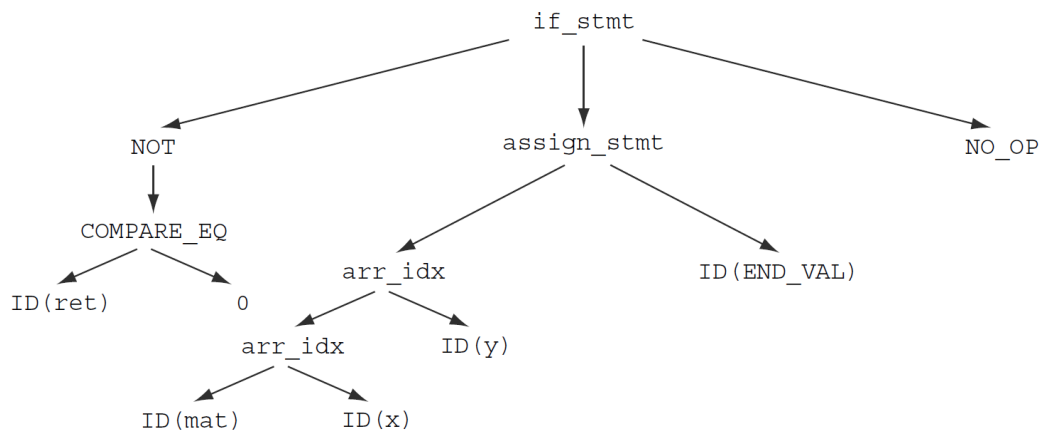 if_stmt
NOT
assign_stmt
NO_OP
COMPARE_EQ
arr_idx
ID(END_VAL)
ID(ret)
0
arr_idx
ID(y)
ID(mat)
ID(x)